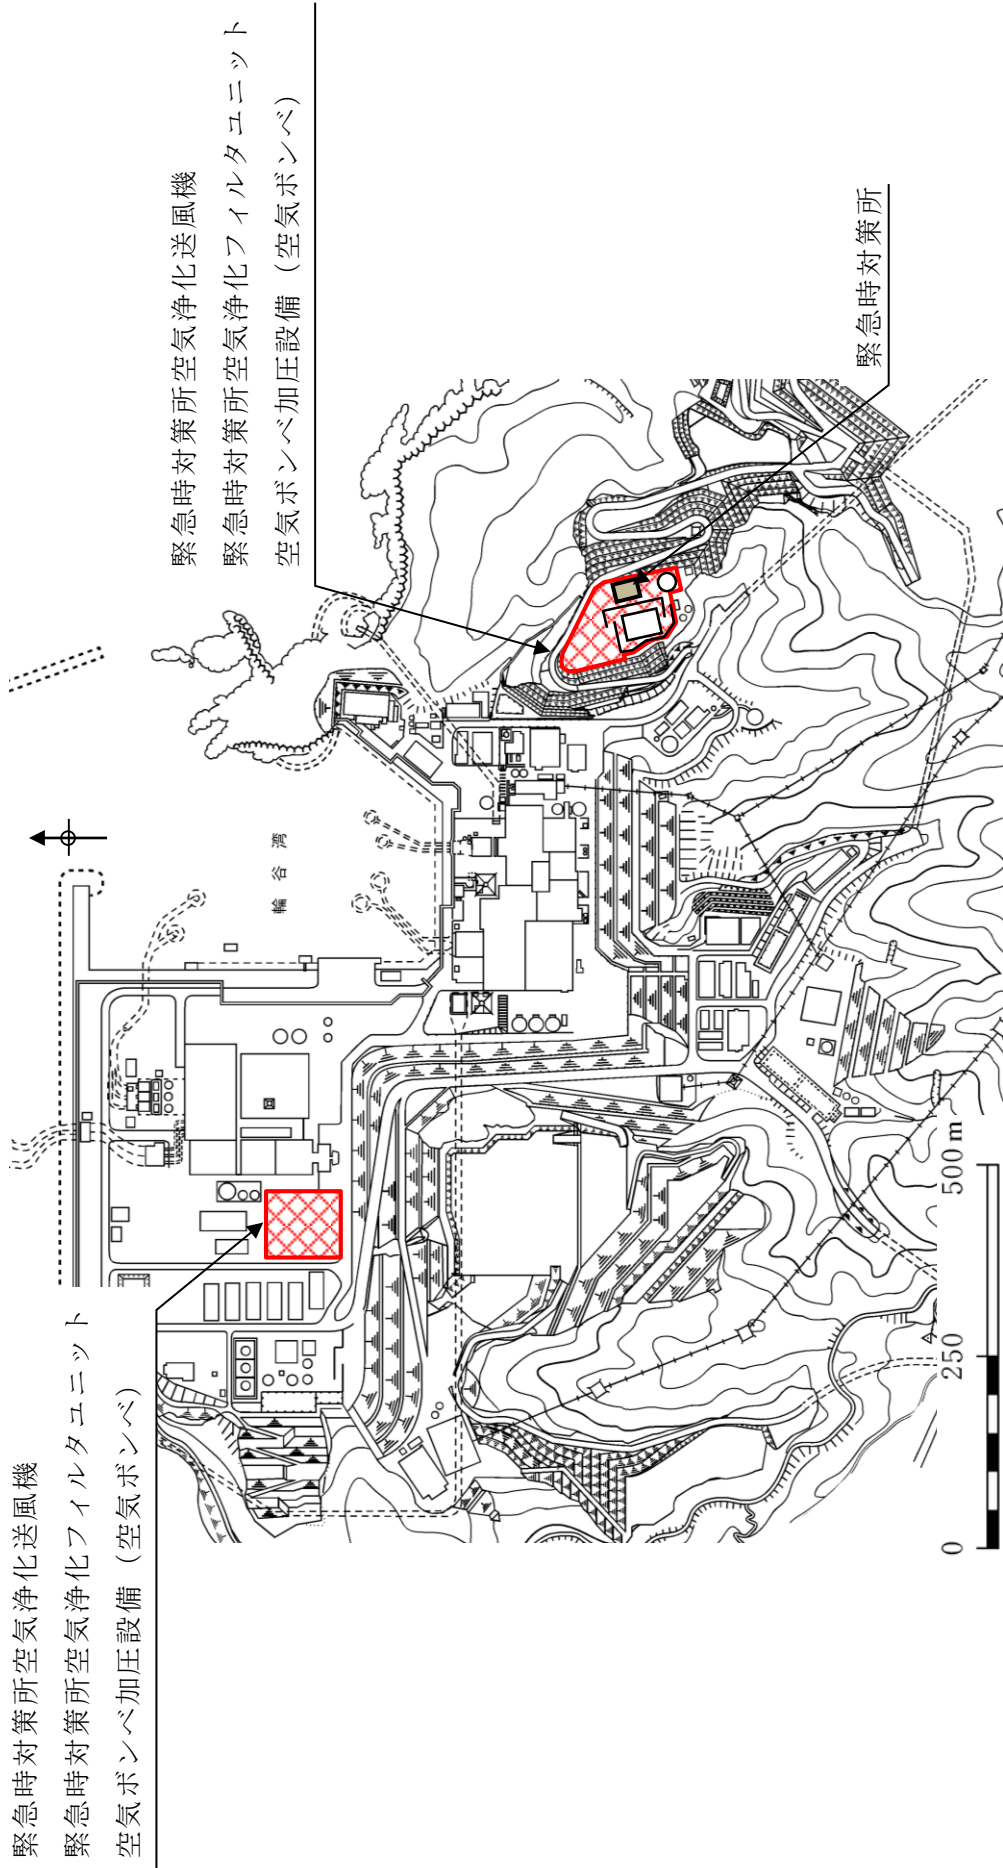 緊急時対策所空気浄化送風機
緊急時対策所空気浄化フィルタユニット
空気ボンベ加圧設備（空気ボンベ）
緊急時対策所空気浄化送風機
緊急時対策所空気浄化フィルタユニット
空気ボンベ加圧設備（空気ボンベ）
輪谷湾
緊急時対策所
0 250 500m